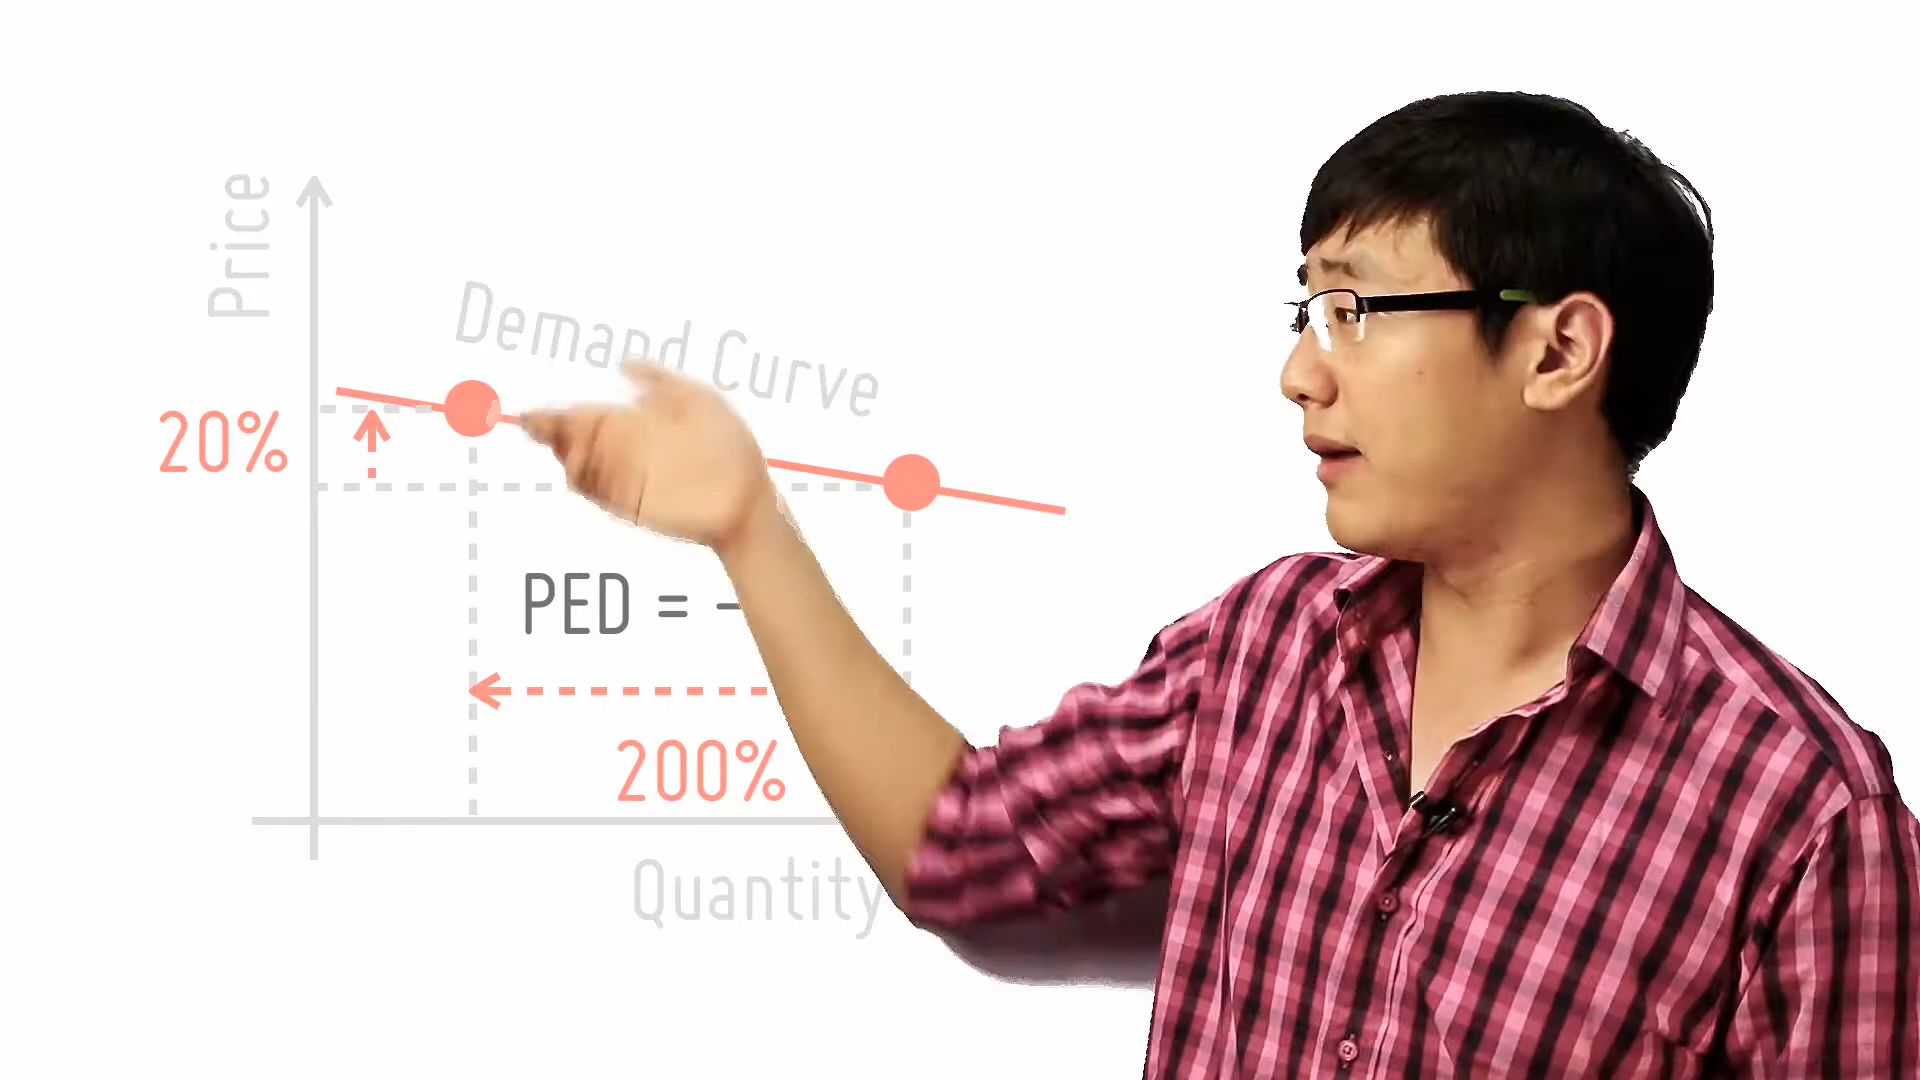 Price
Demand Curve
20%
PED = -
200%
Quantity